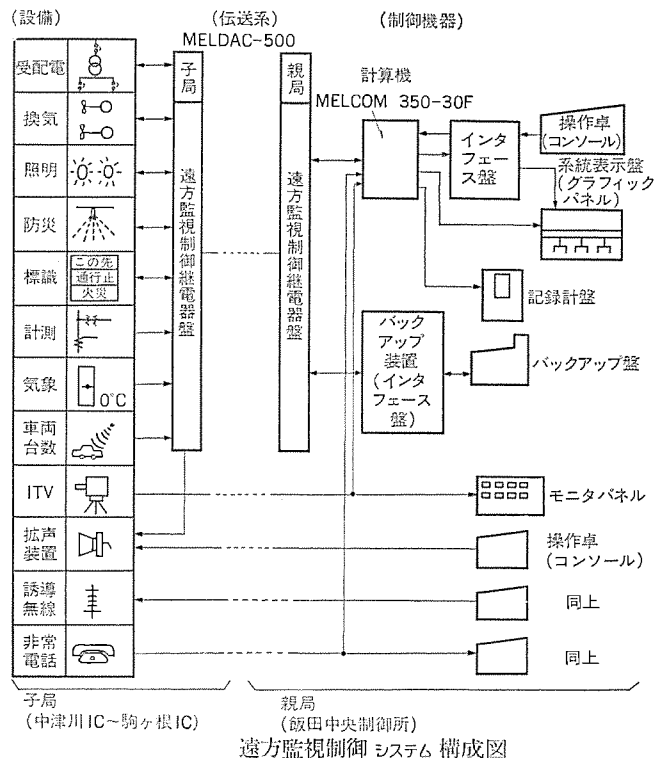 (設備)
(伝送系)
MELDAC-500
(制御機器)
受配電
換気
照明
防災
標識
この先
通行止
火災
計測
気象
0°C
車両
台数
ITV
拡声
装置
誘導
無線
非常
電話
子局
遠方監視制御継電器盤
親局
遠方監視制御継電器盤
計算機
MELCOM 350-30F
インタ
フェー
ス盤
操作卓
(コンソール)
系統表示盤
(グラフィック
パネル)
記録計盤
バック
アップ
装置
(インタ
フェース
盤)
バックアップ盤
モニタパネル
操作卓
(コンソール)
同上
同上
子局
(中津川IC~駒ヶ根IC)
親局
(飯田中央制御所)
遠方監視制御システム構成図